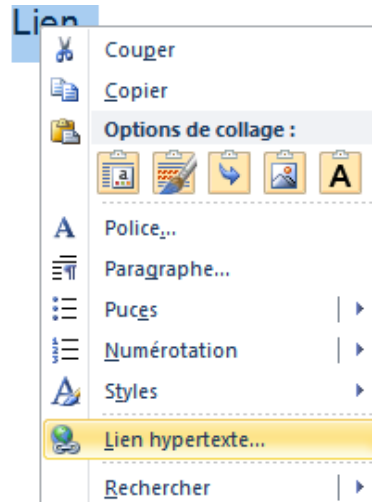 Lien
Couper
Copier
Options de collage :
A
A Police...
Paragraphe...
Puces
Numérotation
Styles
Lien hypertexte...
Rechercher